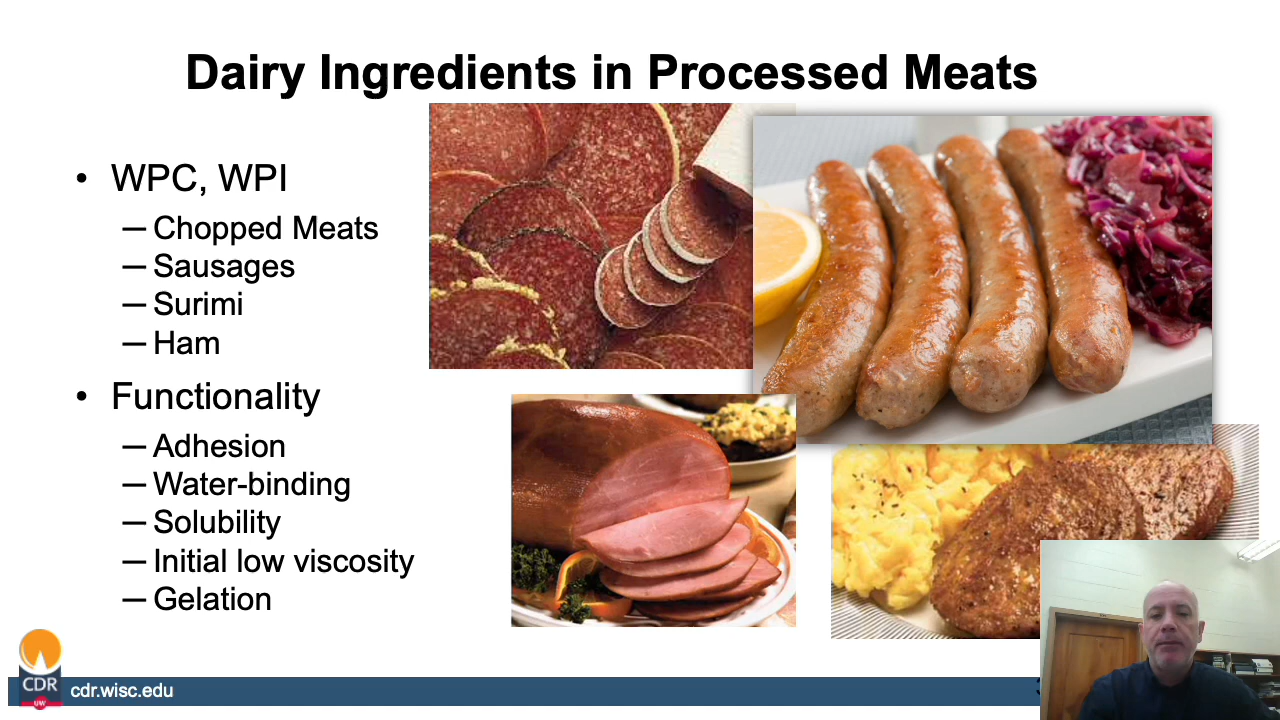 Dairy Ingredients in Processed Meats
• WPC, WPI
– Chopped Meats
– Sausages
– Surimi
– Ham
• Functionality
– Adhesion
– Water-binding
– Solubility
– Initial low viscosity
– Gelation
CDR
UW
cdr.wisc.edu